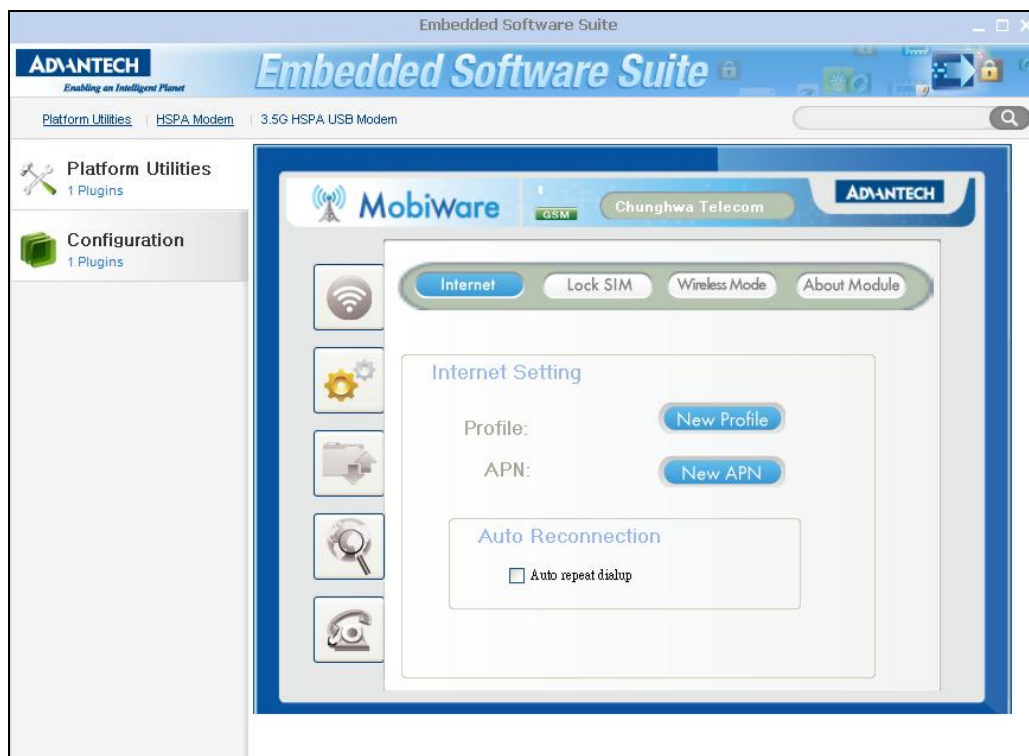 Embedded Software Suite
ADVANTECH
Enabling an Intelligent Planet
Embedded Software Suite
Platform Utilities | HSPA Modem | 3.5G HSPA USB Modem
Platform Utilities
1 Plugins
Configuration
1 Plugins
MobiWare
GSM
Chunghwa Telecom
ADVANTECH
Internet
Lock SIM
Wireless Mode
About Module
Internet Setting
Profile:
New Profile
APN:
New APN
Auto Reconnection
Auto repeat dialup